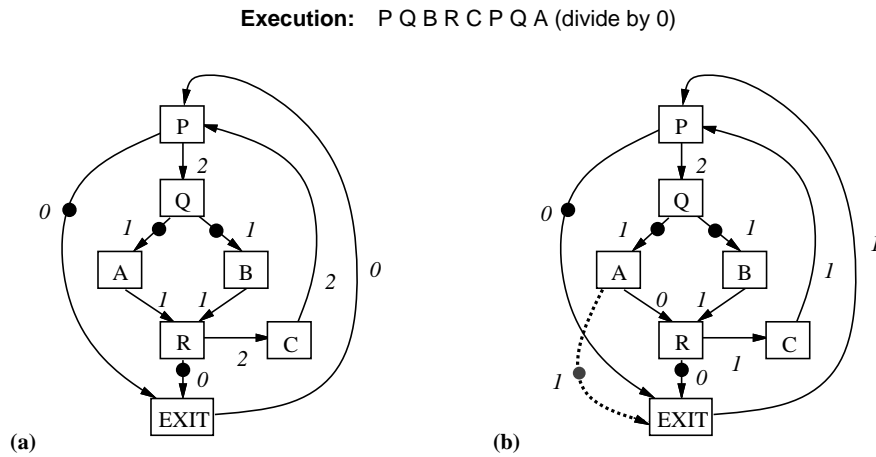 Execution: P Q B R C P Q A (divide by 0)
P P
2 2
0 Q 0 Q
1 1 1 1
A B A B
0 1
1 1 2 0 1 1
R C R C
2 1
0 1 0
EXIT EXIT
(a) (b)